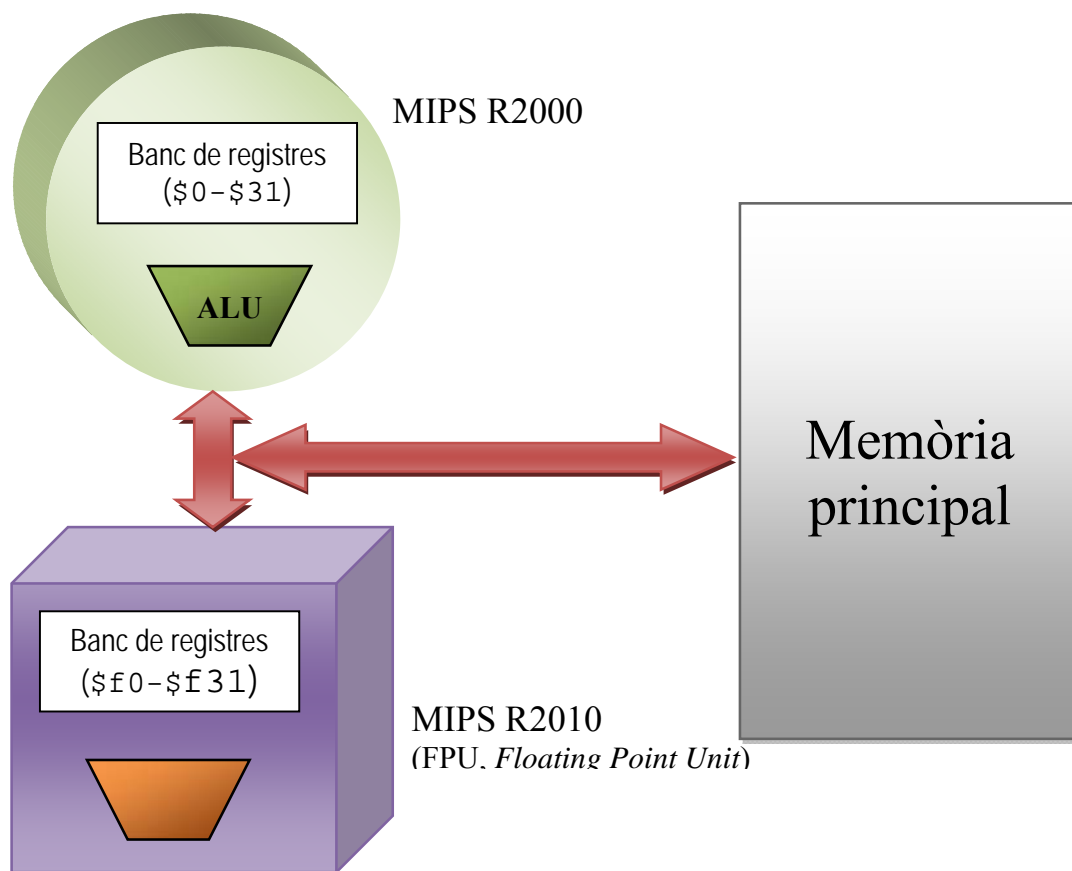 MIPS R2000
Banc de registres
($0-$31)
ALU
Memòria
principal
Banc de registres
($f0-$f31)
MIPS R2010
(FPU, Floating Point Unit)